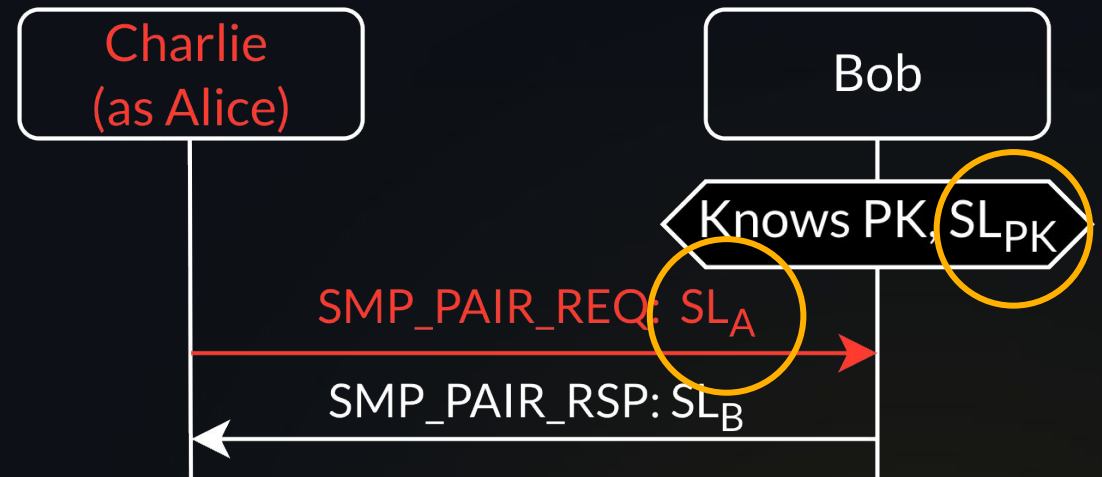 Charlie
(as Alice)
Bob
Knows PK, SL_PK
SMP_PAIR_REQ: SL_A
SMP_PAIR_RSP: SL_B